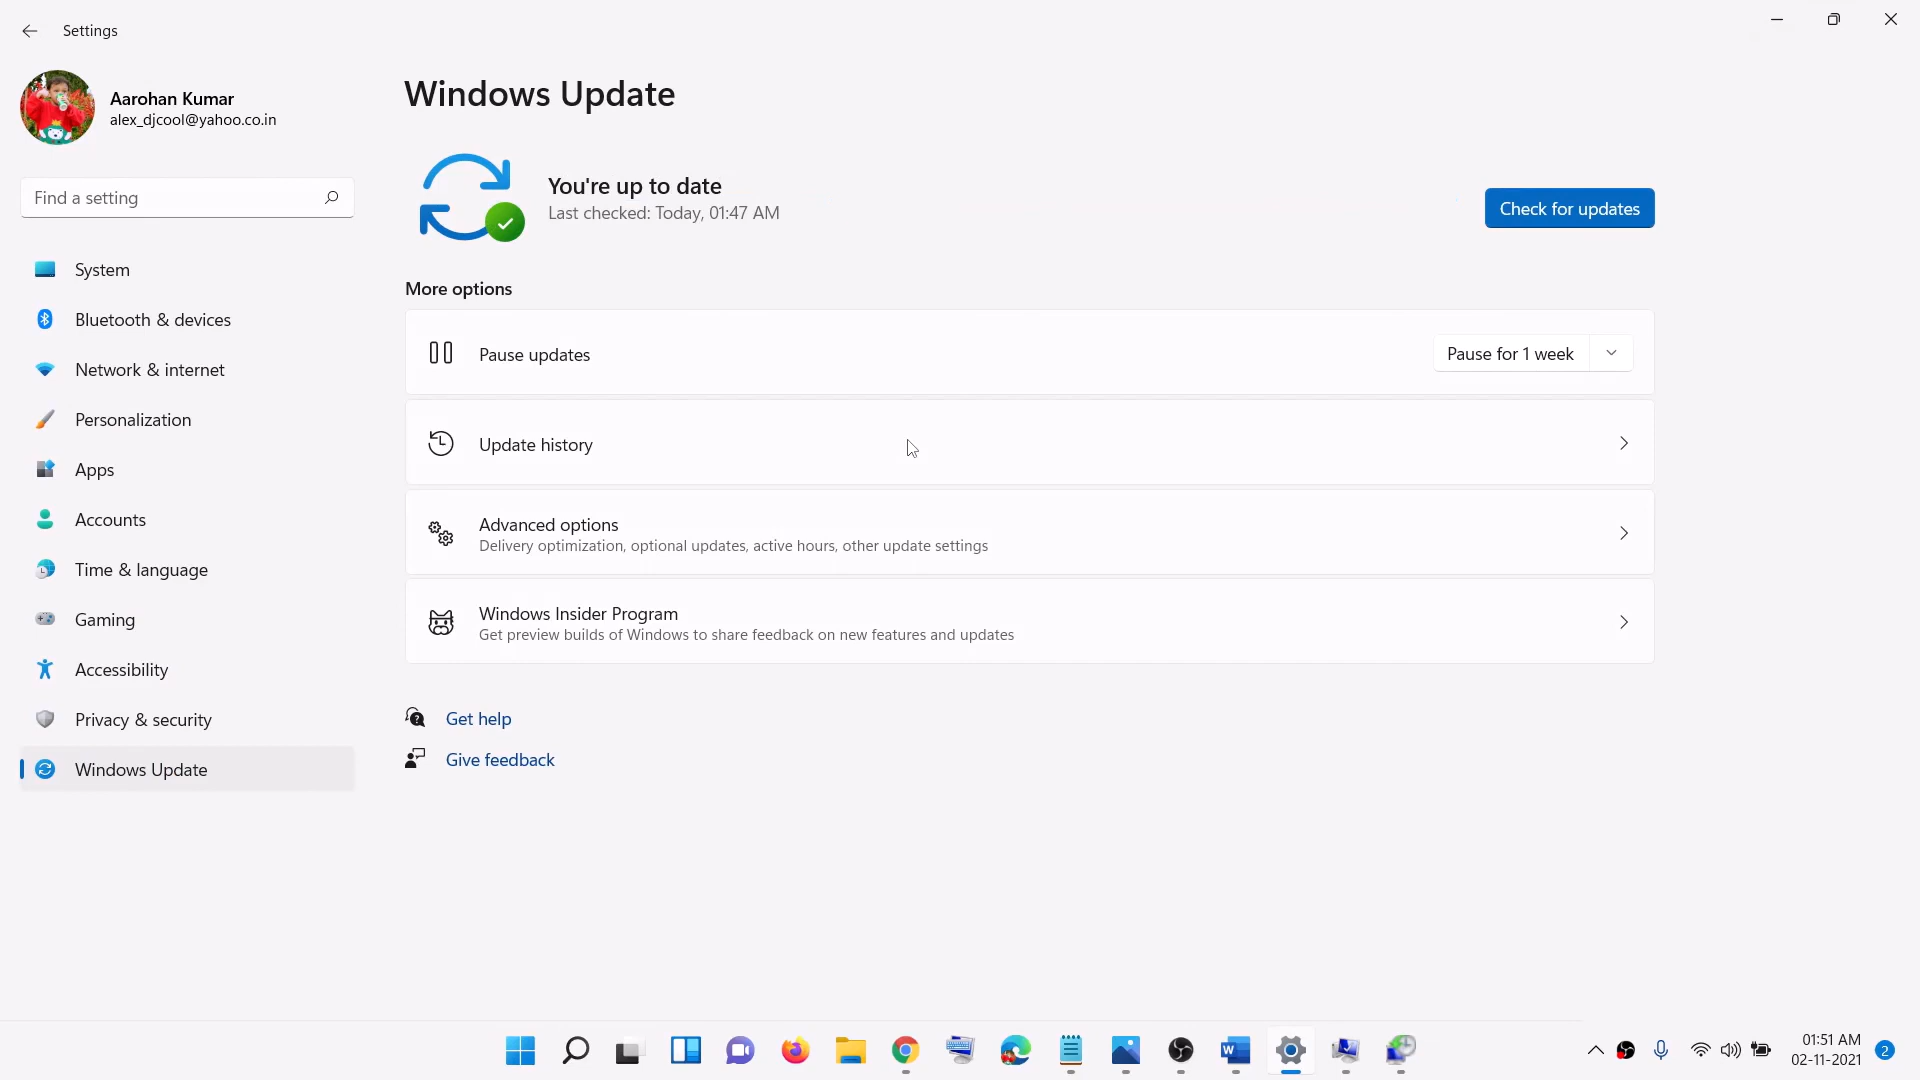 Settings
Aarohan Kumar
alex_djcool@yahoo.co.in
Find a setting
System
Bluetooth & devices
Network & internet
Personalization
Apps
Accounts
Time & language
Gaming
Accessibility
Privacy & security
Windows Update
Windows Update
You're up to date
Last checked: Today, 01:47 AM
Check for updates
More options
Pause updates
Pause for 1 week
Update history
Advanced options
Delivery optimization, optional updates, active hours, other update settings
Windows Insider Program
Get preview builds of Windows to share feedback on new features and updates
Get help
Give feedback
W
01:51 AM
02-11-2021
2